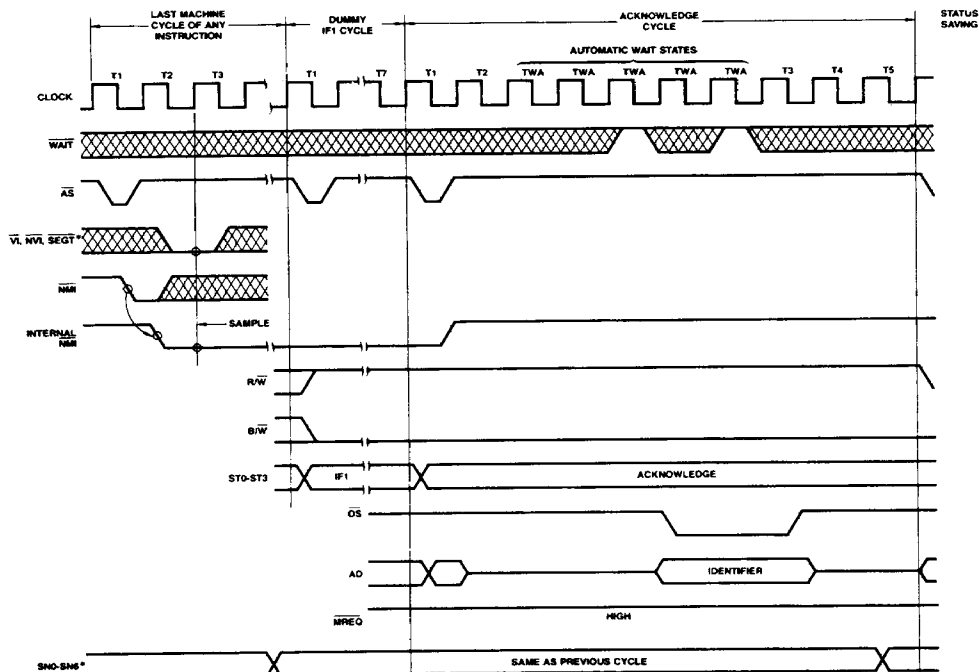 LAST MACHINE
CYCLE OF ANY
INSTRUCTION
DUMMY
IF1 CYCLE
ACKNOWLEDGE
CYCLE
STATUS
SAVING
AUTOMATIC WAIT STATES
T1 T2 T3 T1 T7 T1 T2 TWA TWA TWA TWA TWA T3 T4 T5
CLOCK
WAIT
AS
VI, NVI, SEGT*
NMI
INTERNAL
NMI
SAMPLE
R/W
B/W
ST0-ST3 IF1 ACKNOWLEDGE
DS
AD IDENTIFIER
MREQ HIGH
SN0-SN6* SAME AS PREVIOUS CYCLE